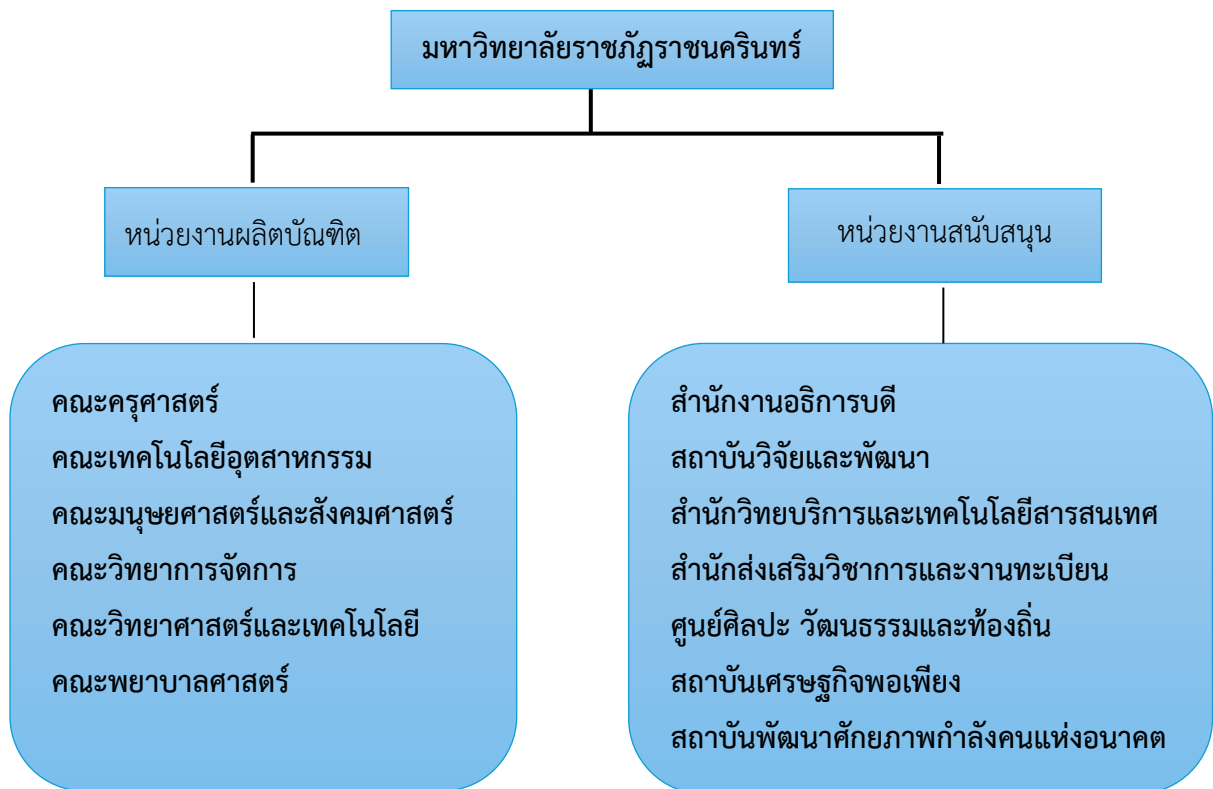 มหาวิทยาลัยราชภัฏราชนครินทร์
หน่วยงานผลิตบัณฑิต
หน่วยงานสนับสนุน
คณะครุศาสตร์
คณะเทคโนโลยีอุตสาหกรรม
คณะมนุษยศาสตร์และสังคมศาสตร์
คณะวิทยาการจัดการ
คณะวิทยาศาสตร์และเทคโนโลยี
คณะพยาบาลศาสตร์
สำนักงานอธิการบดี
สถาบันวิจัยและพัฒนา
สำนักวิทยบริการและเทคโนโลยีสารสนเทศ
สำนักส่งเสริมวิชาการและงานทะเบียน
ศูนย์ศิลปะ วัฒนธรรมและท้องถิ่น
สถาบันเศรษฐกิจพอเพียง
สถาบันพัฒนาศักยภาพกำลังคนแห่งอนาคต